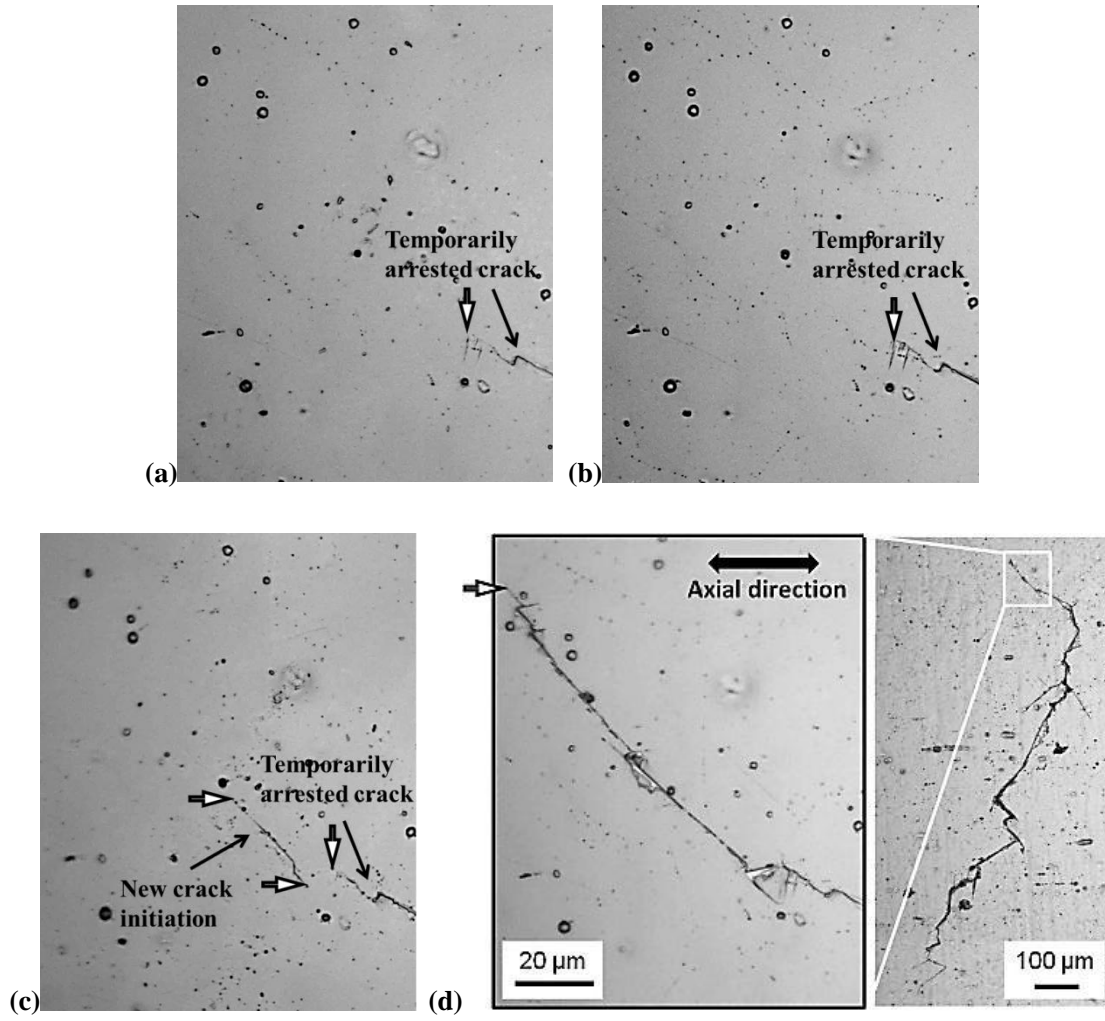 Temporarily
arrested crack
(a)
Temporarily
arrested crack
(b)
Temporarily
arrested crack
New crack
initiation
(c)
Axial direction
20 µm
100 µm
(d)